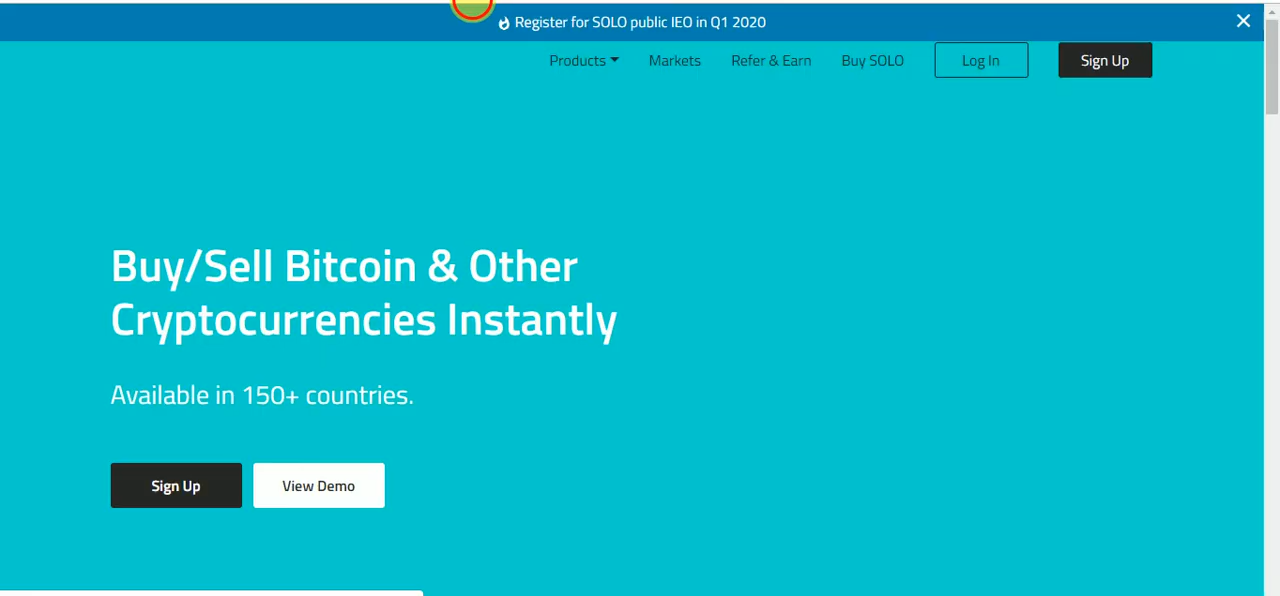 Register for SOLO public IEO in Q1 2020
Products Markets Refer & Earn Buy SOLO Log In Sign Up
Buy/Sell Bitcoin & Other
Cryptocurrencies Instantly
Available in 150+ countries.
Sign Up View Demo